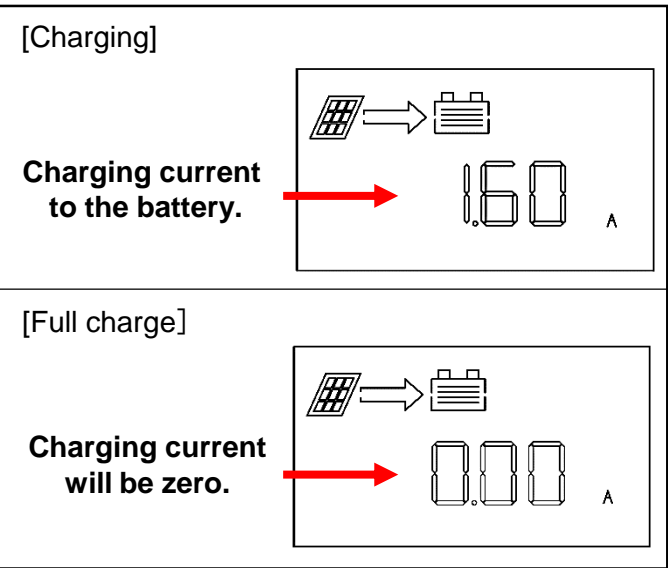 [Charging]
Charging current
to the battery.
1.60 A
[Full charge］
Charging current
will be zero.
0.00 A